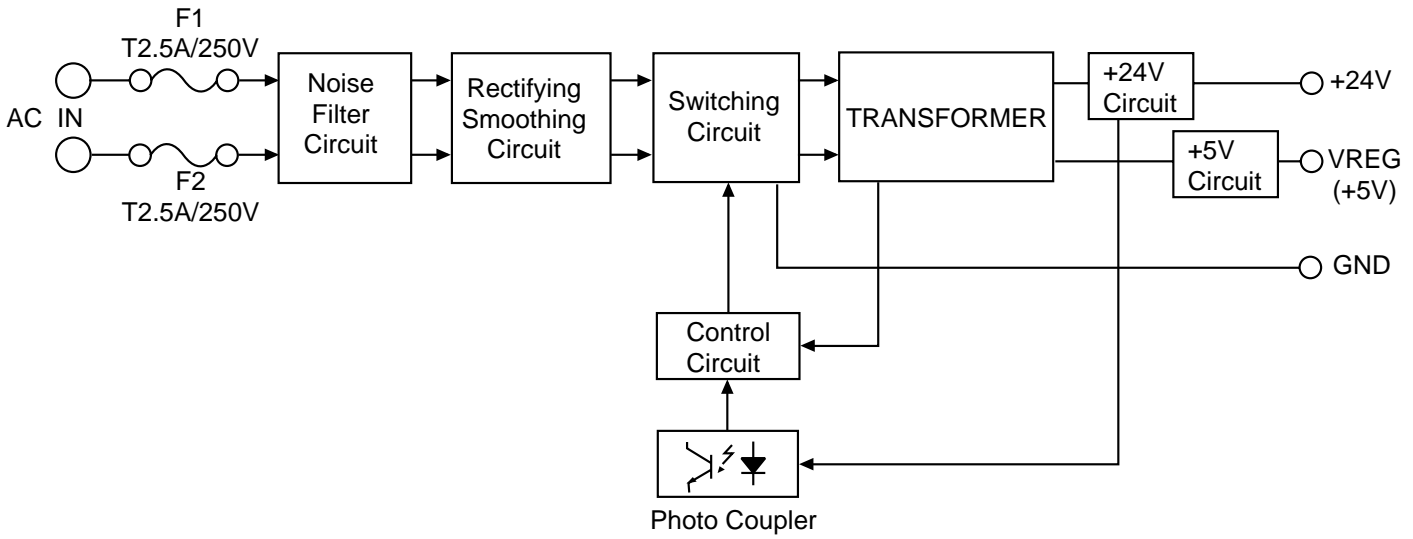 F1
T2.5A/250V
AC IN
F2
T2.5A/250V
Noise
Filter
Circuit
Rectifying
Smoothing
Circuit
Switching
Circuit
TRANSFORMER
+24V
Circuit
+24V
+5V
Circuit
VREG
(+5V)
GND
Control
Circuit
Photo Coupler